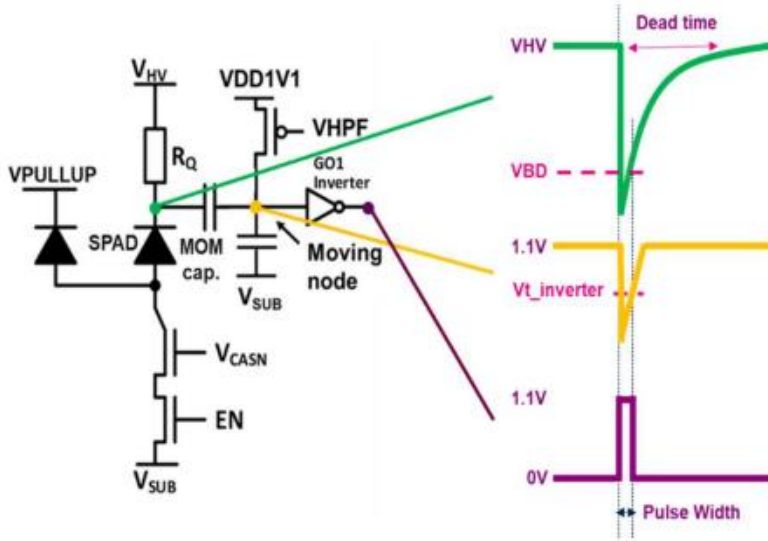 Dead time
VHV
VHV
VDD1V1
VHPF
RQ
GO1
Inverter
VPULLUP
VBD
SPAD
MOM
cap.
Moving
node
1.1V
Vt_inverter
VSUB
VCASN
1.1V
EN
VSUB
0V
Pulse Width